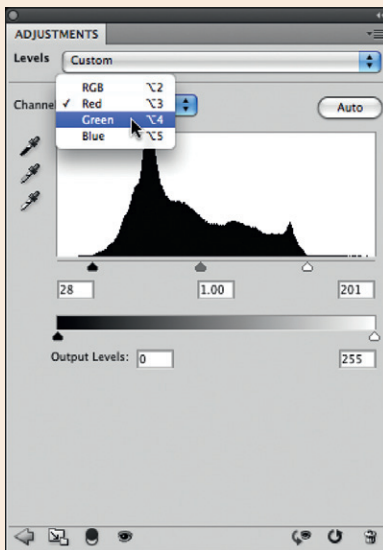 ADJUSTMENTS
Levels Custom
RGB ⌥2
Channel ✓ Red ⌥3 Auto
Green ⌥4
Blue ⌥5
28 1.00 201
Output Levels: 0 255